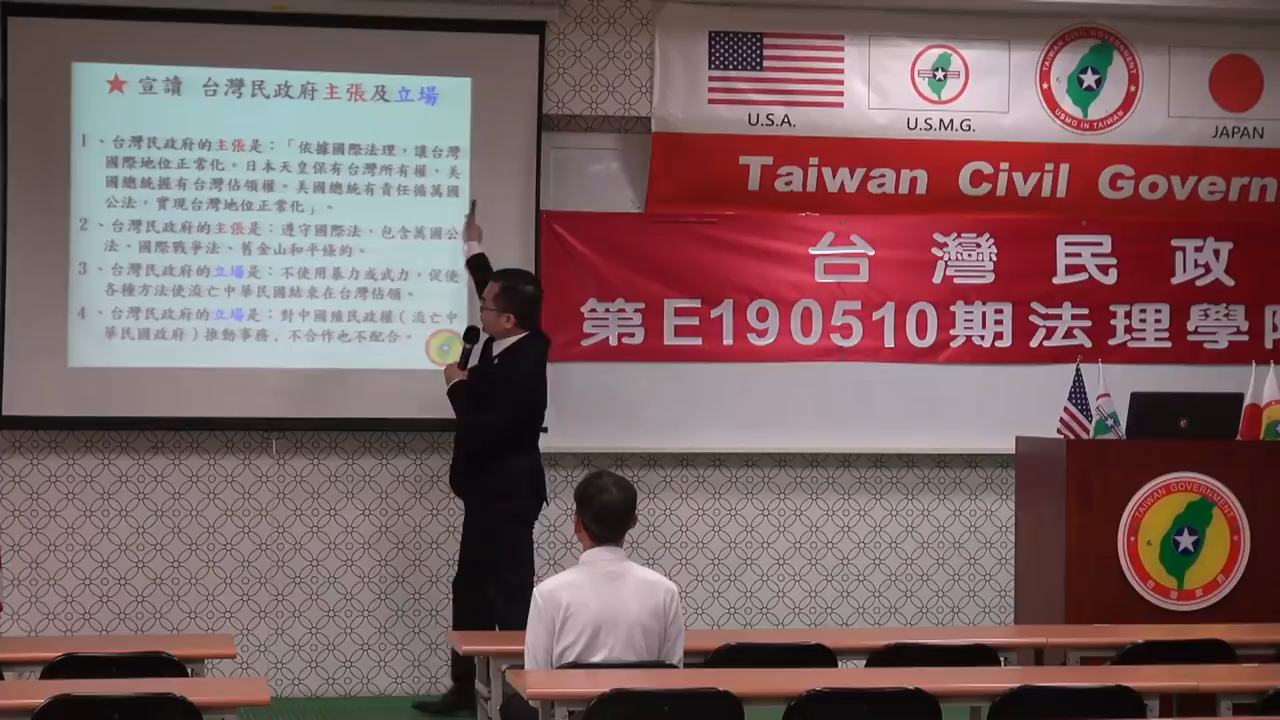 ★ 宣讀 台灣民政府主張及立場
1、台灣民政府的主張是：「依據國際法理，讓台灣
國際地位正常化。日本天皇保有台灣所有權，美
國總統握有台灣佔領權。美國總統有責任循萬國
公法，實現台灣地位正常化」。
2、台灣民政府的主張是：遵守國際法，包含萬國公
法、國際戰爭法、舊金山和平條約。
3、台灣民政府的立場是：不使用暴力或武力，促使
各種方法使流亡中華民國結束在台灣佔領。
4、台灣民政府的立場是：對中國殖民政權（流亡中
華民國政府）推動事務，不合作也不配合。
U.S.A.
U.S.M.G.
TAIWAN CIVIL GOVERNMENT
USMG IN TAIWAN
JAPAN
Taiwan Civil Govern
台灣民政
第E190510期法理學院
TAIWAN GOVERNMENT
台灣政府